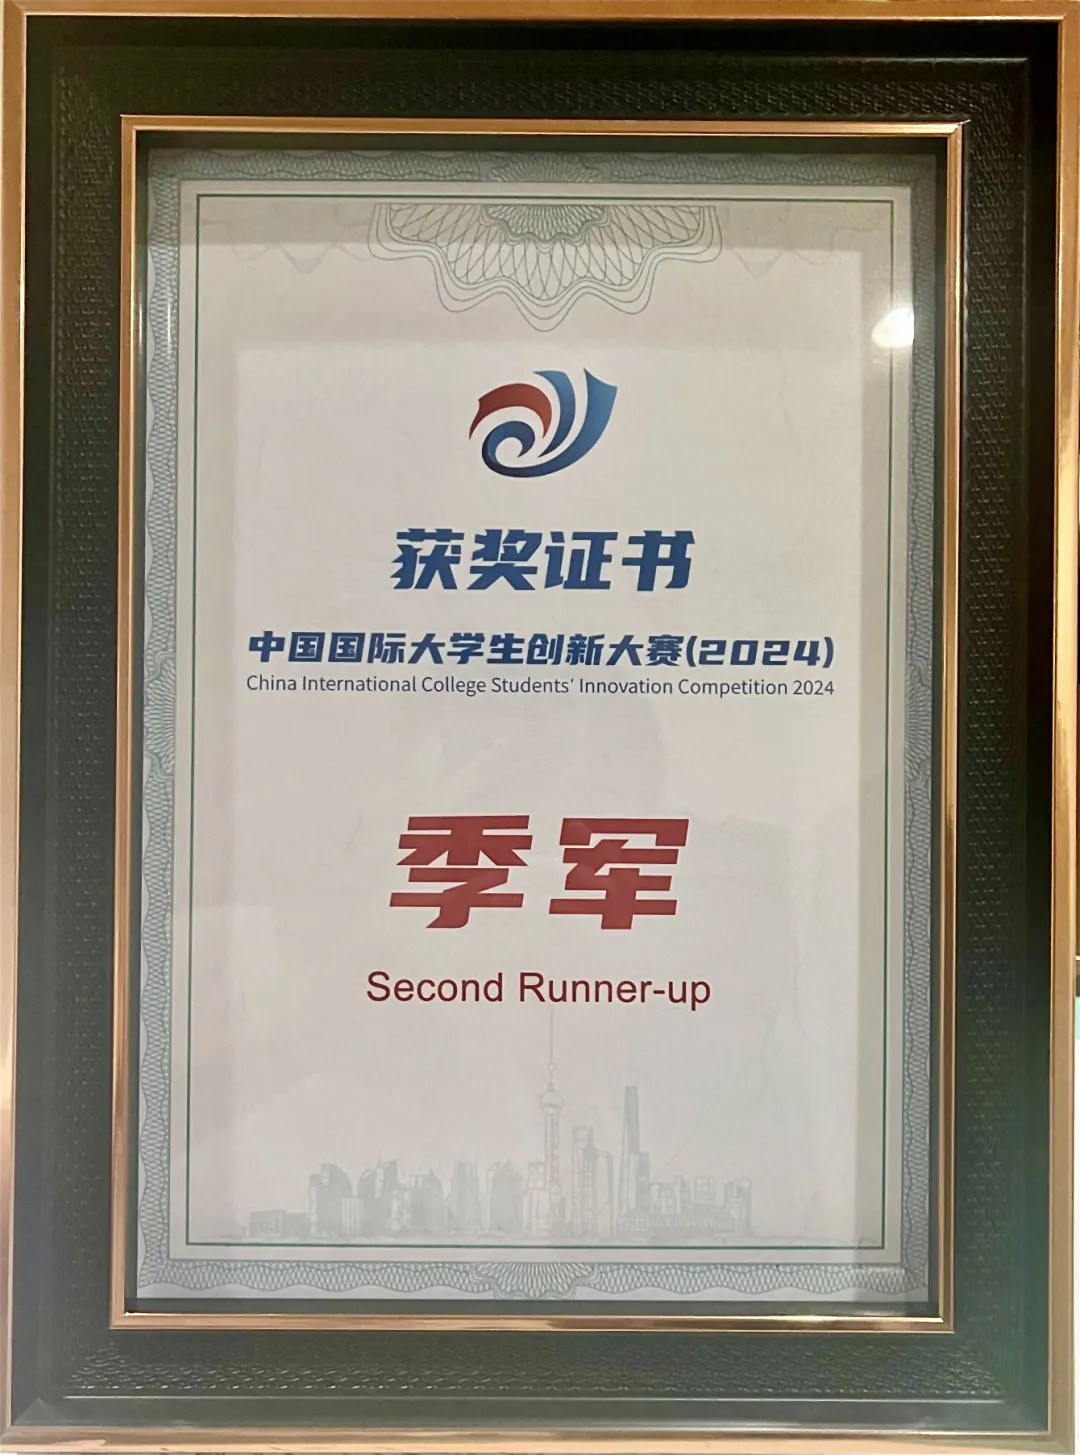 获奖证书
中国国际大学生创新大赛(2024)
China International College Students' Innovation Competition 2024
季军
Second Runner-up